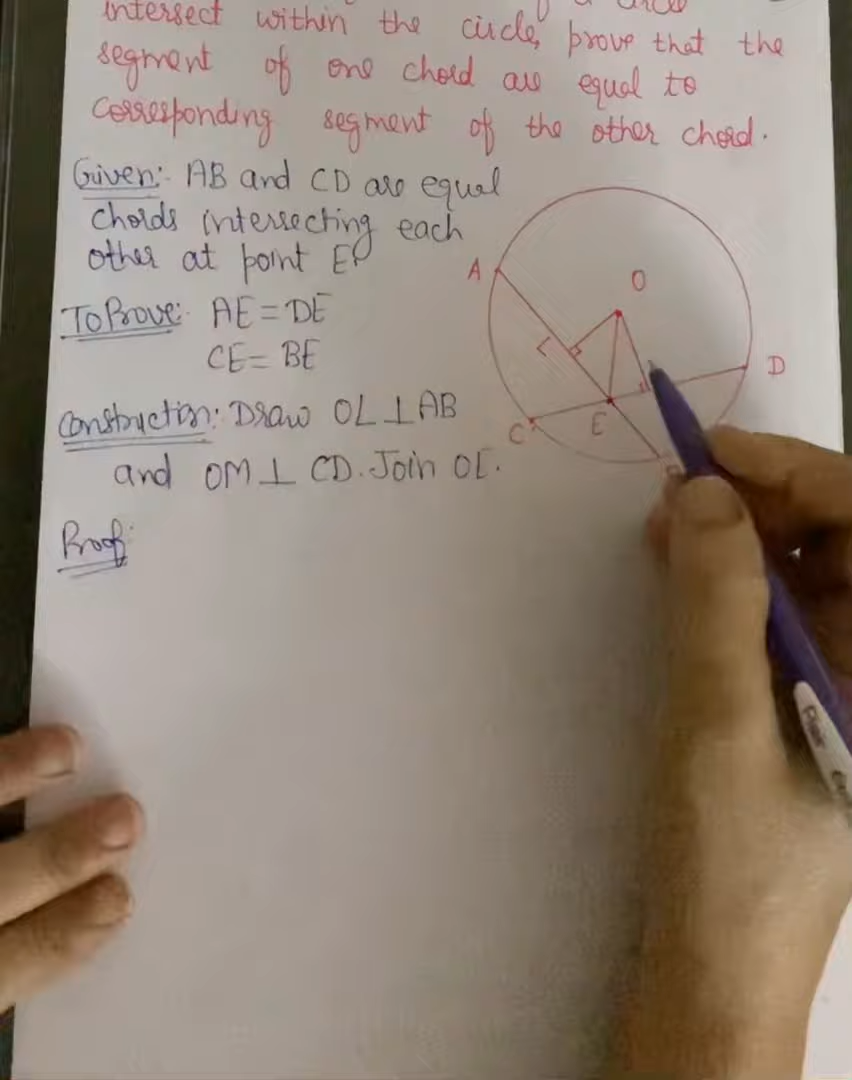 intersect within the circle, prove that the
segment of one chord are equal to
corresponding segment of the other chord.
Given:- AB and CD are equal
chords intersecting each
other at point E
To Prove: AE = DE
CE = BE
Construction: Draw OL ⊥ AB
and OM ⊥ CD. Join OE.
Proof:
A
O
L
D
C
E